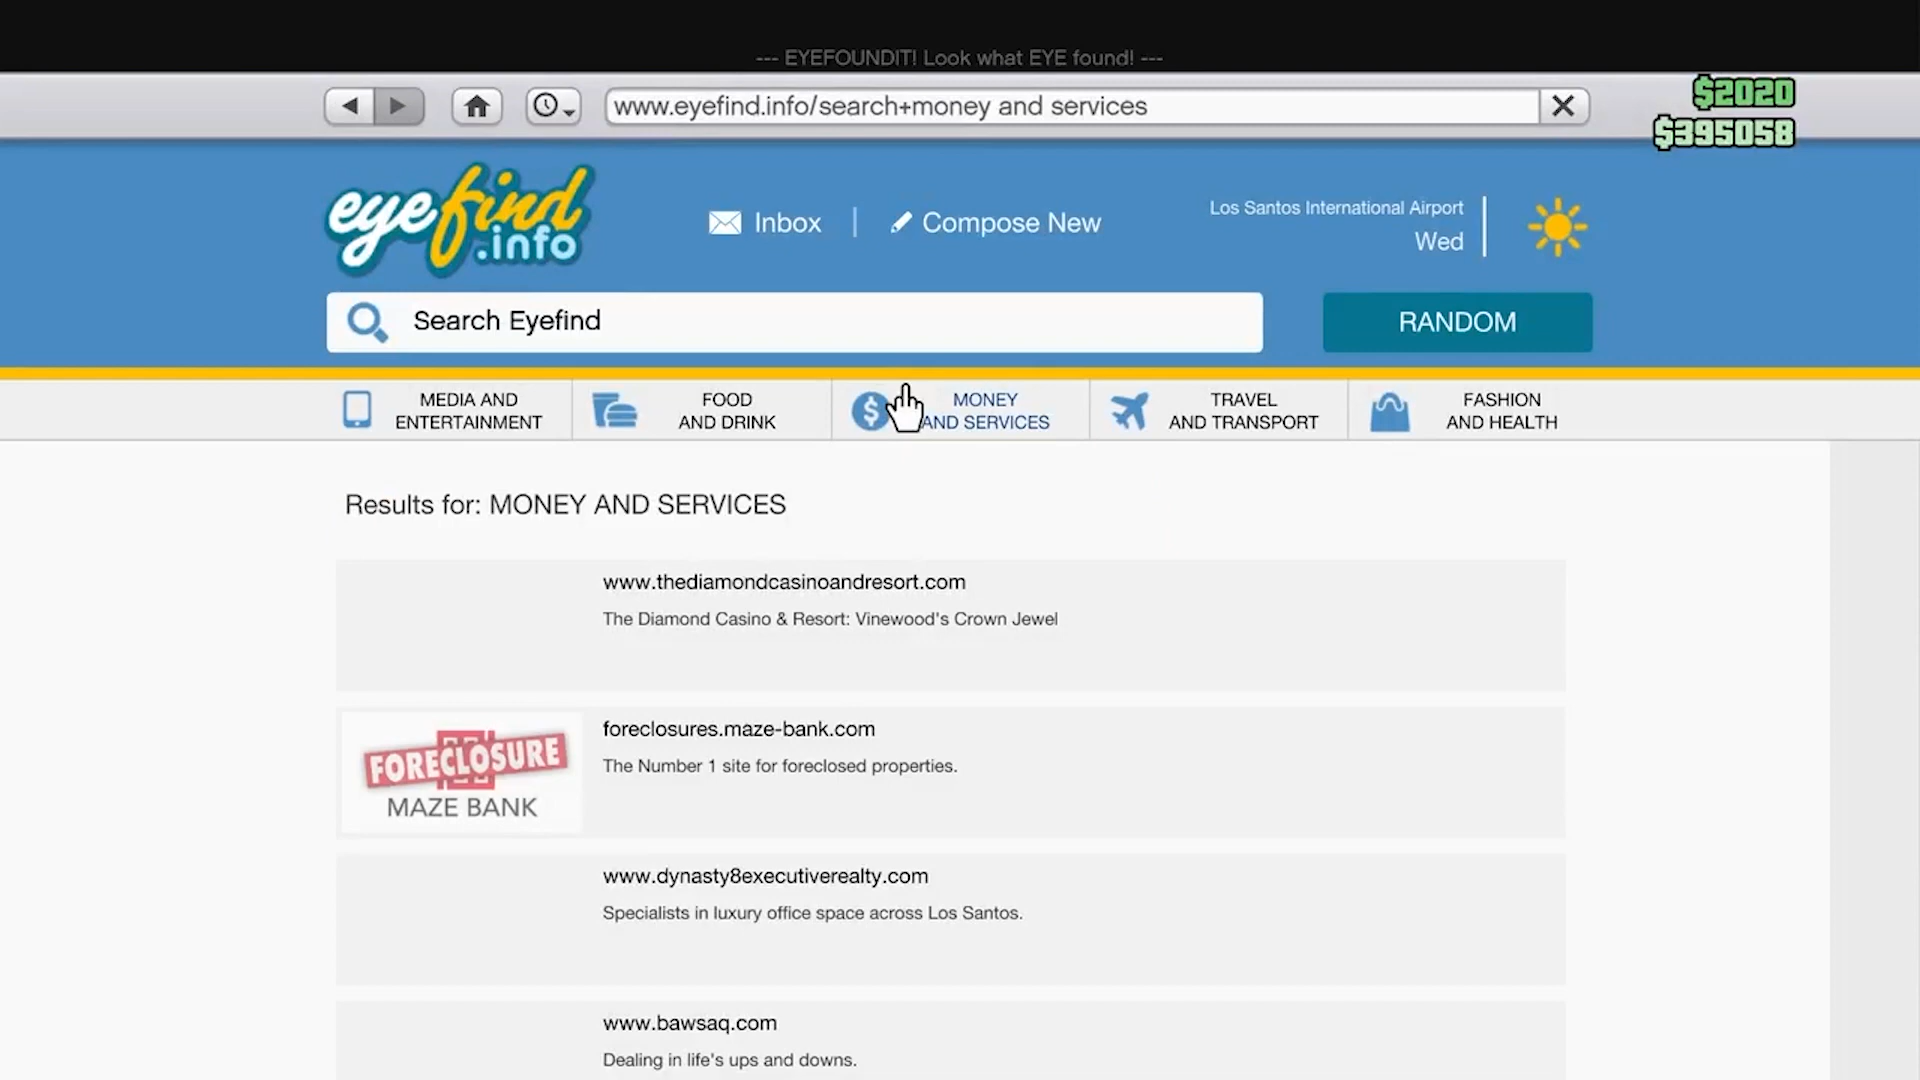 --- EYEFOUNDIT! Look what EYE found! ---
www.eyefind.info/search+money and services
$2020
$395058
eyefind
.info
Inbox
Compose New
Los Santos International Airport
Wed
Search Eyefind
RANDOM
MEDIA AND
ENTERTAINMENT
FOOD
AND DRINK
MONEY
AND SERVICES
TRAVEL
AND TRANSPORT
FASHION
AND HEALTH
Results for: MONEY AND SERVICES
www.thediamondcasinoandresort.com
The Diamond Casino & Resort: Vinewood's Crown Jewel
FORECLOSURE
MAZE BANK
foreclosures.maze-bank.com
The Number 1 site for foreclosed properties.
www.dynasty8executiverealty.com
Specialists in luxury office space across Los Santos.
www.bawsaq.com
Dealing in life's ups and downs.